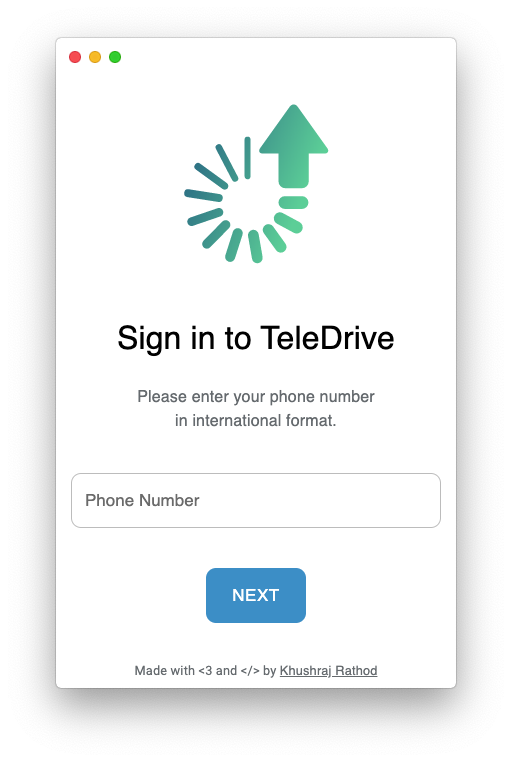 Sign in to TeleDrive
Please enter your phone number
in international format.
Phone Number
NEXT
Made with <3 and </> by Khushraj Rathod